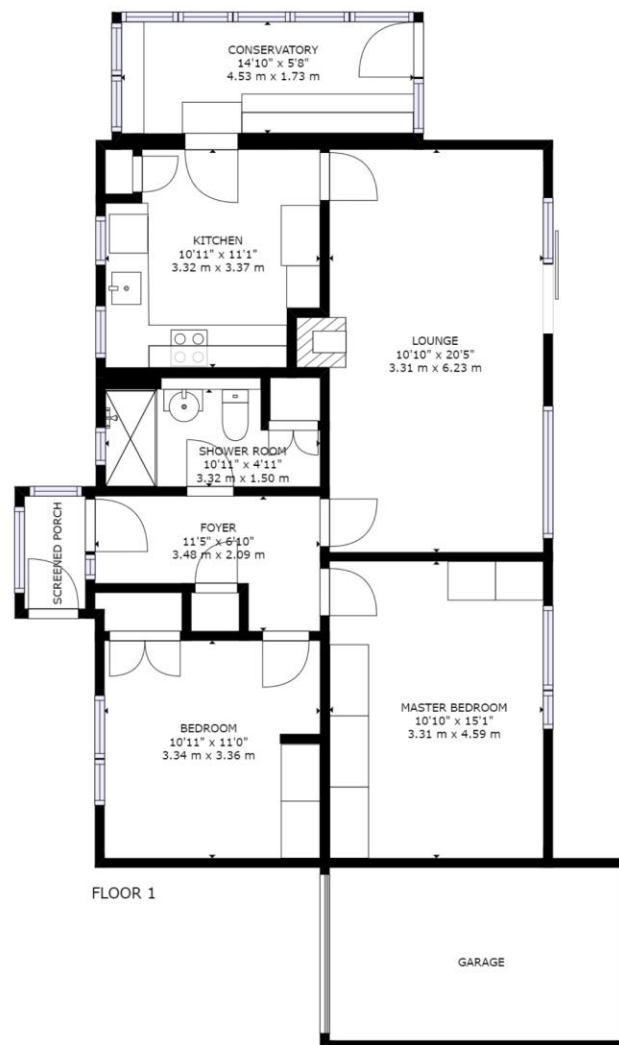 CONSERVATORY
14'10" x 5'8"
4.53 m x 1.73 m
KITCHEN
10'11" x 11'1"
3.32 m x 3.37 m
LOUNGE
10'10" x 20'5"
3.31 m x 6.23 m
SHOWER ROOM
10'11" x 4'11"
3.32 m x 1.50 m
SCREENED PORCH
FOYER
11'5" x 6'10"
3.48 m x 2.09 m
MASTER BEDROOM
10'10" x 15'1"
3.31 m x 4.59 m
BEDROOM
10'11" x 11'0"
3.34 m x 3.36 m
FLOOR 1
GARAGE